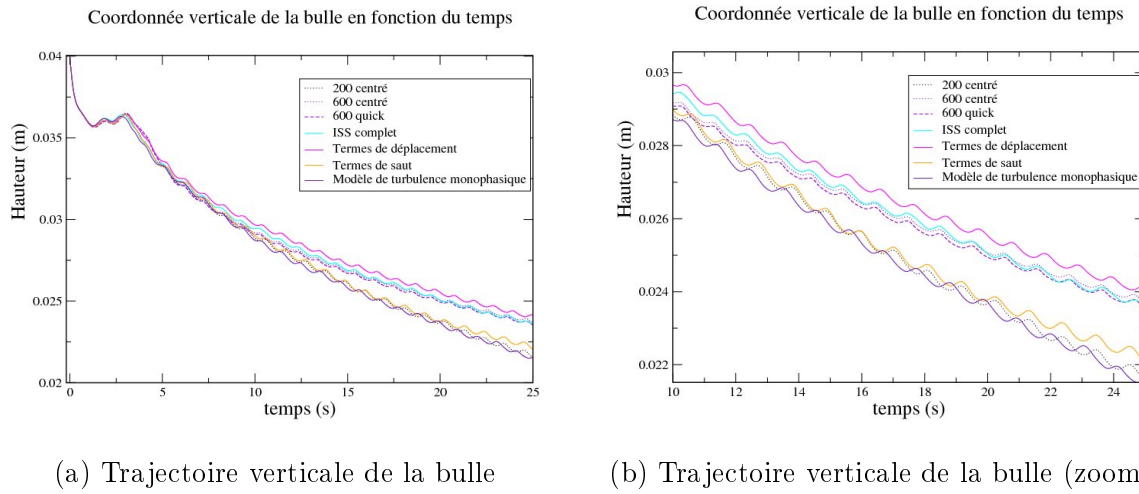 Coordonnée verticale de la bulle en fonction du temps
0.04
0.035
0.03
0.025
0.02
Hauteur (m)
200 centré
600 centré
600 quick
ISS complet
Termes de déplacement
Termes de saut
Modèle de turbulence monophasique
0
5
10
15
20
25
temps (s)
(a) Trajectoire verticale de la bulle
Coordonnée verticale de la bulle en fonction du temps
0.03
0.028
0.026
0.024
0.022
Hauteur (m)
200 centré
600 centré
600 quick
ISS complet
Termes de déplacement
Termes de saut
Modèle de turbulence monophasique
10
12
14
16
18
20
22
24
temps (s)
(b) Trajectoire verticale de la bulle (zoom